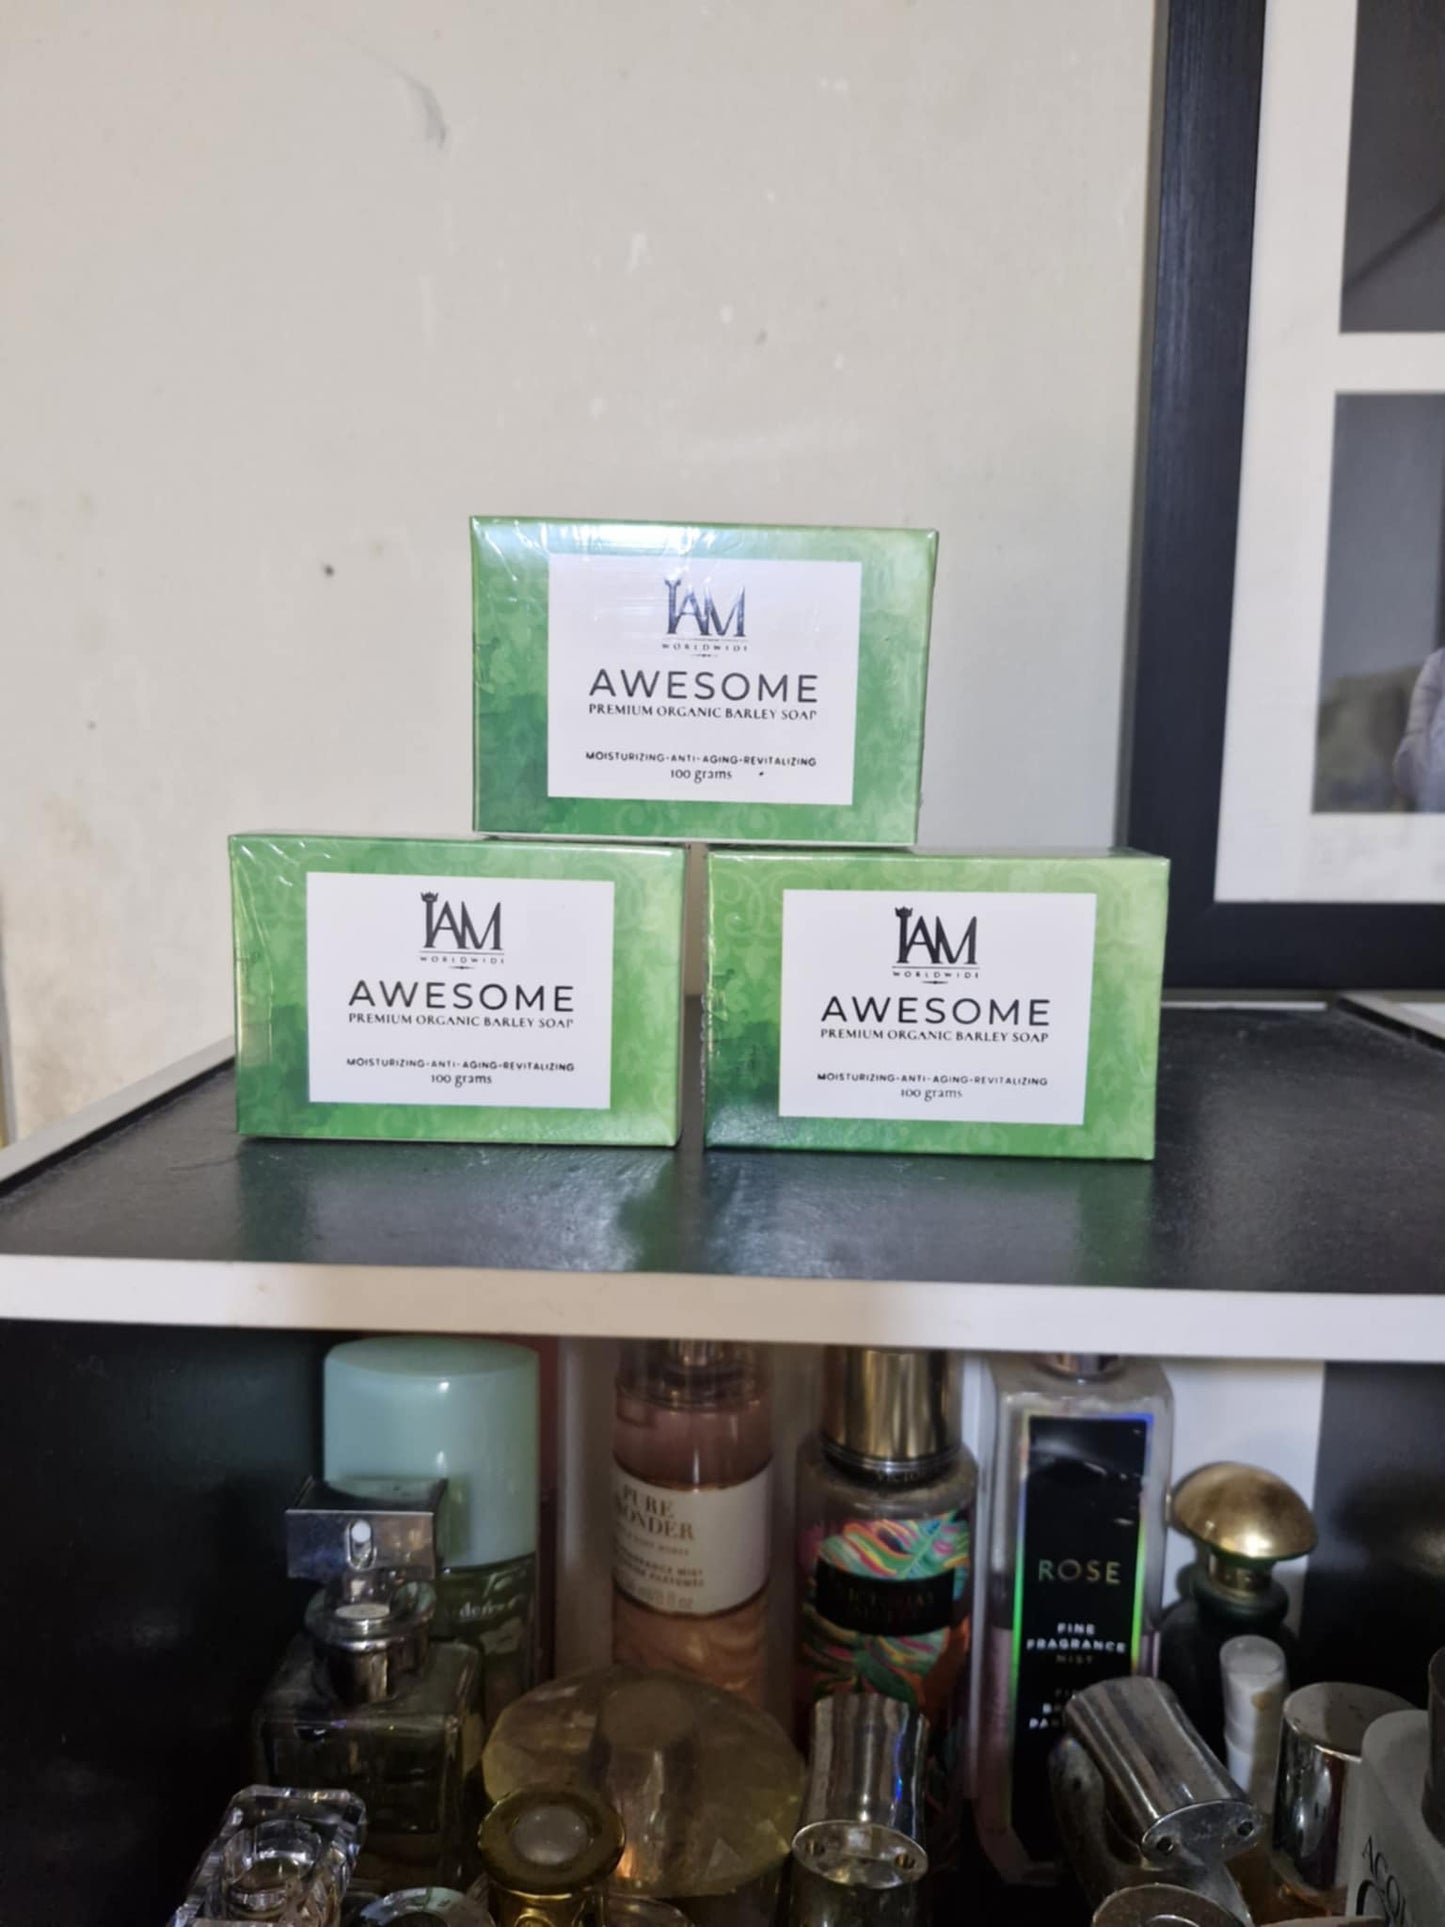 IAM
WORLDWIDE
AWESOME
PREMIUM ORGANIC BARLEY SOAP
MOISTURIZING-ANTI-AGING-REVITALIZING
100 grams
IAM
WORLDWIDE
AWESOME
PREMIUM ORGANIC BARLEY SOAP
MOISTURIZING-ANTI-AGING-REVITALIZING
100 grams
IAM
WORLDWIDE
AWESOME
PREMIUM ORGANIC BARLEY SOAP
MOISTURIZING-ANTI-AGING-REVITALIZING
100 grams
PURE
WONDER
FRAGRANCE MIST
ROSE
FINE
FRAGRANCE
MIST